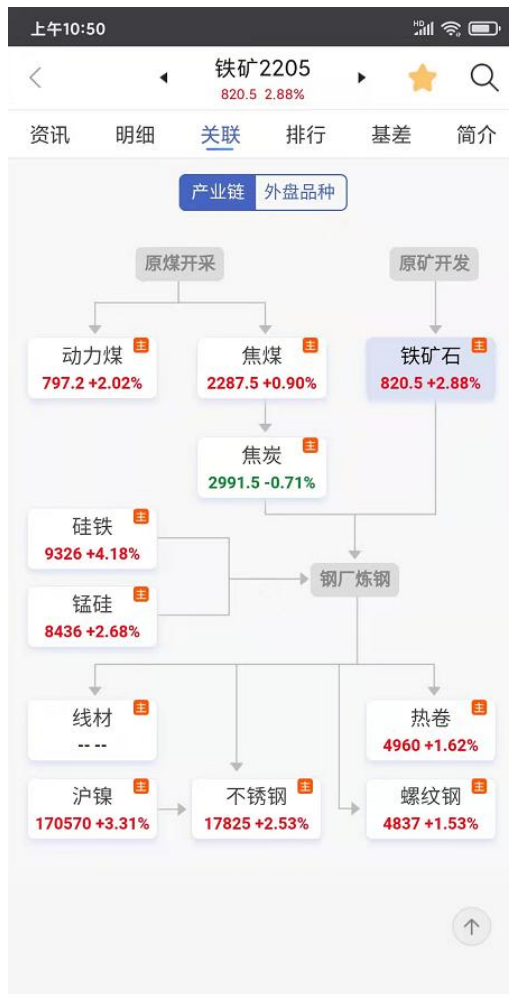 上午10:50
HD
铁矿2205
820.5 2.88%
资讯 明细 关联 排行 基差 简介
产业链 外盘品种
原煤开采 原矿开发
动力煤 主 焦煤 主 铁矿石 主
797.2 +2.02% 2287.5 +0.90% 820.5 +2.88%
焦炭 主
2991.5 -0.71%
硅铁 主
9326 +4.18%
钢厂炼钢
锰硅 主
8436 +2.68%
线材 主 热卷 主
-- -- 4960 +1.62%
沪镍 主 不锈钢 主 螺纹钢 主
170570 +3.31% 17825 +2.53% 4837 +1.53%